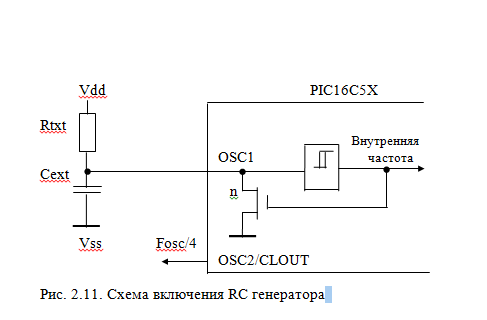 Vdd
PIC16C5X
Rtxt
Внутренняя
частота
OSC1
Cext
n
Vss
Fosc/4
OSC2/CLOUT
Рис. 2.11. Схема включения RC генератора